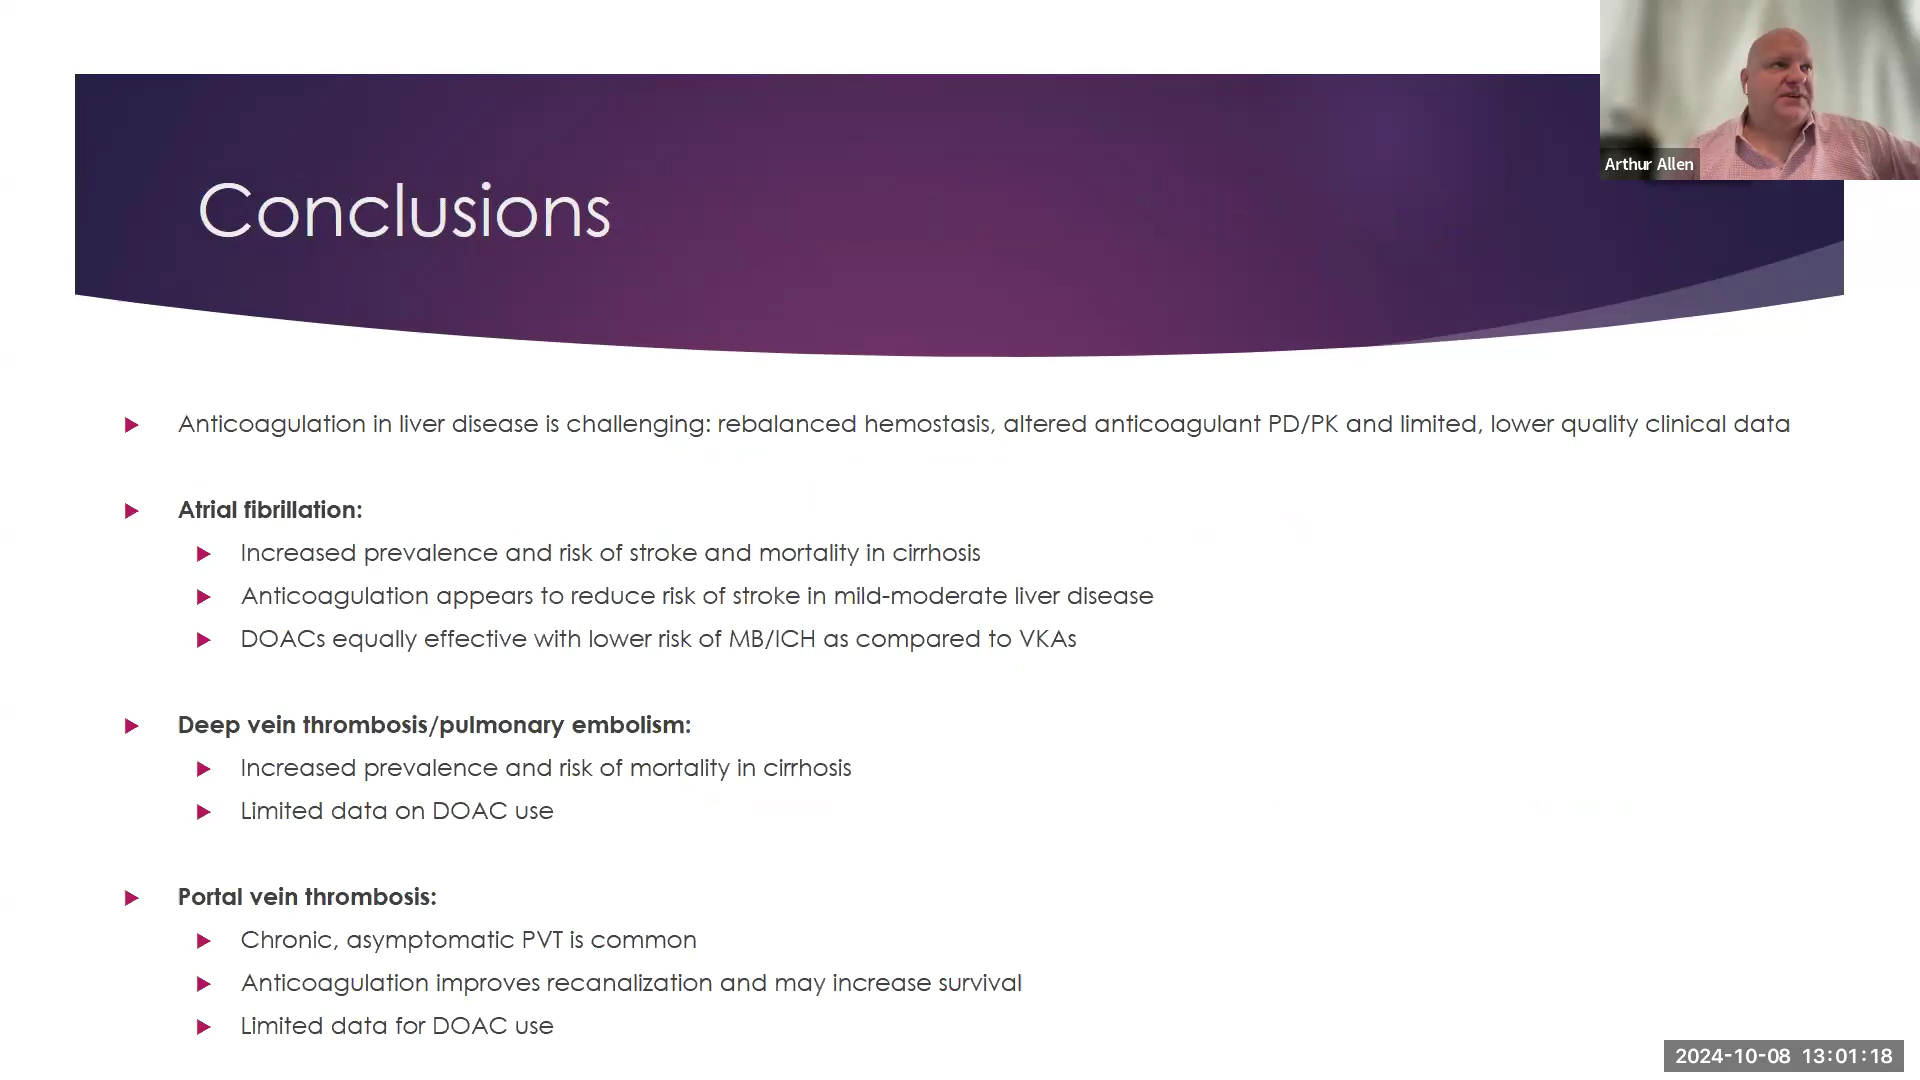 Arthur Allen
Conclusions
Anticoagulation in liver disease is challenging: rebalanced hemostasis, altered anticoagulant PD/PK and limited, lower quality clinical data
Atrial fibrillation:
Increased prevalence and risk of stroke and mortality in cirrhosis
Anticoagulation appears to reduce risk of stroke in mild-moderate liver disease
DOACs equally effective with lower risk of MB/ICH as compared to VKAs
Deep vein thrombosis/pulmonary embolism:
Increased prevalence and risk of mortality in cirrhosis
Limited data on DOAC use
Portal vein thrombosis:
Chronic, asymptomatic PVT is common
Anticoagulation improves recanalization and may increase survival
Limited data for DOAC use
2024-10-08 13:01:18